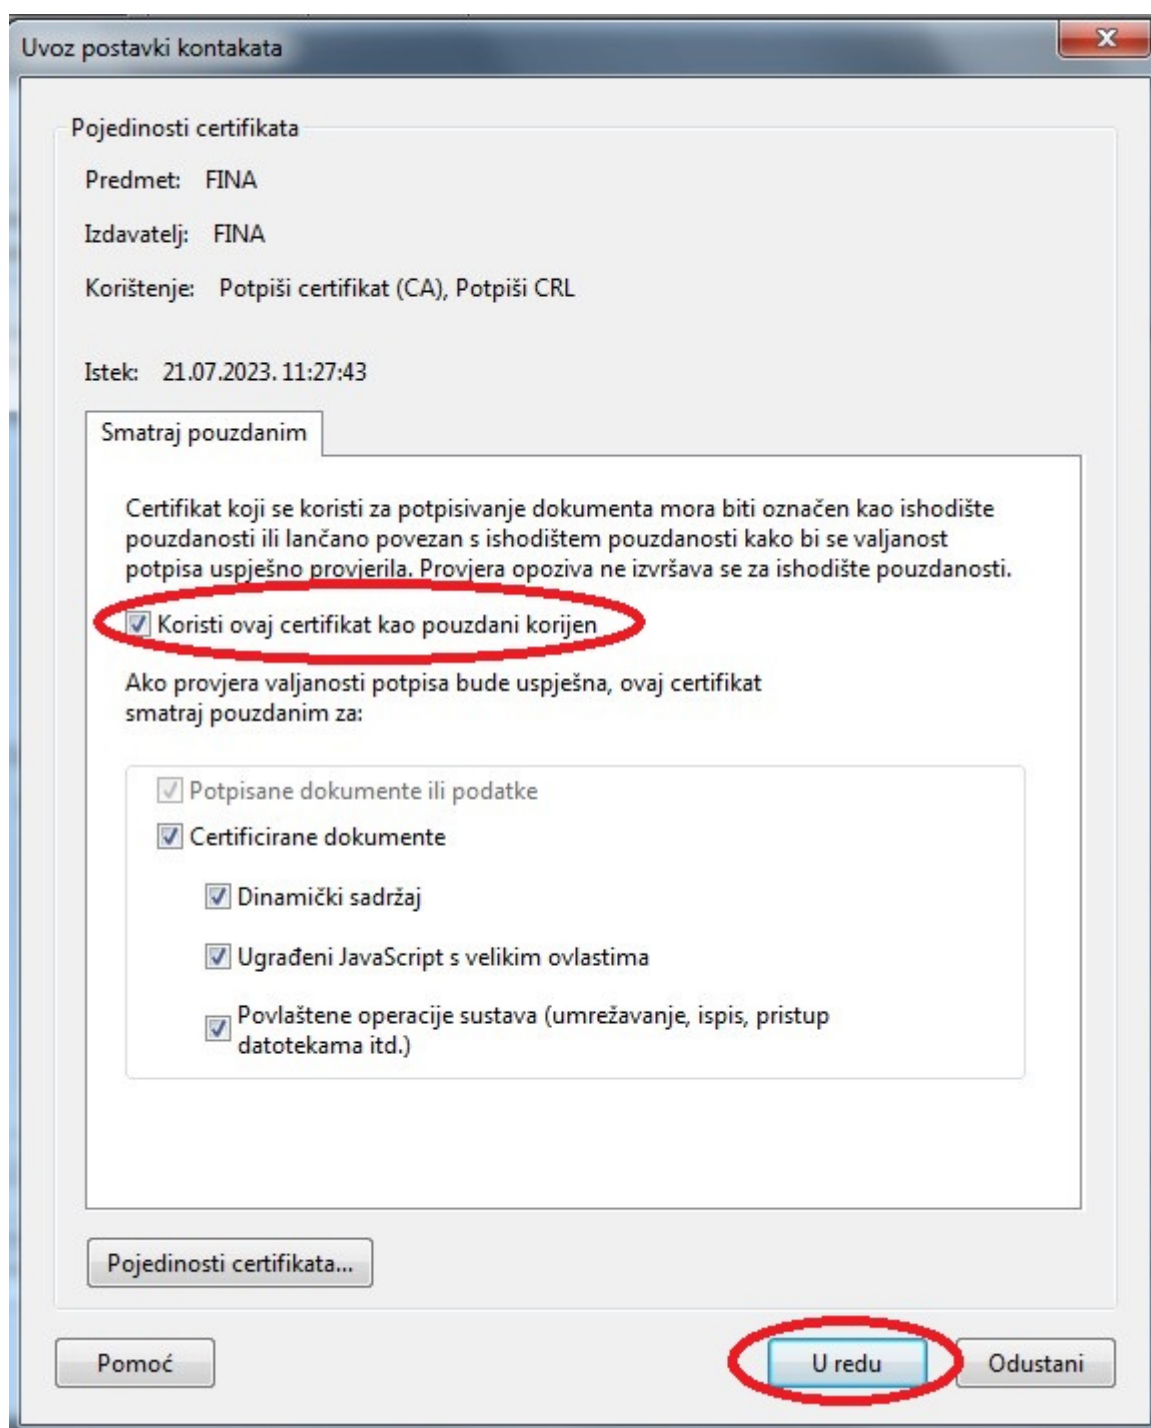 Uvoz postavki kontakata
Pojedinosti certifikata
Predmet: FINA
Izdavatelj: FINA
Korištenje: Potpiši certifikat (CA), Potpiši CRL
Istek: 21.07.2023. 11:27:43
Smatraj pouzdanim
Certifikat koji se koristi za potpisivanje dokumenta mora biti označen kao ishodište
pouzdanosti ili lančano povezan s ishodištem pouzdanosti kako bi se valjanost
potpisa uspješno provjerila. Provjera opoziva ne izvršava se za ishodište pouzdanosti.
Koristi ovaj certifikat kao pouzdani korijen
Ako provjera valjanosti potpisa bude uspješna, ovaj certifikat
smatraj pouzdanim za:
Potpisane dokumente ili podatke
Certificirane dokumente
Dinamički sadržaj
Ugrađeni JavaScript s velikim ovlastima
Povlaštene operacije sustava (umrežavanje, ispis, pristup
datotekama itd.)
Pojedinosti certifikata...
Pomoć
U redu
Odustani